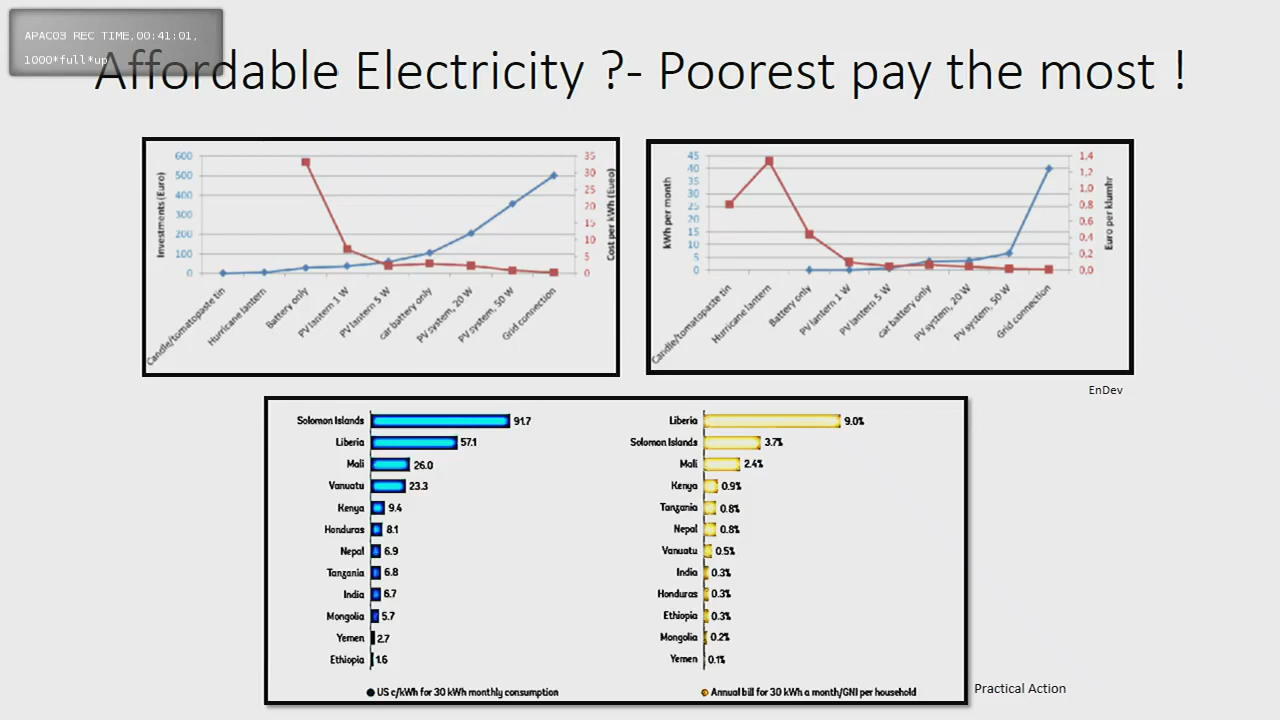 APAC03 REC TIME,00:41:01,
1000*full*up
Affordable Electricity ?- Poorest pay the most !
Investments (Euro)
600
500
400
300
200
100
0
35
30
25
20
15
10
5
0
Cost per kWh (Euro)
Candle/tomatopaste tin
Hurricane lantern
Battery only
PV lantern 1 W
PV lantern 5 W
car battery only
PV system, 20 W
PV system, 50 W
Grid connection
kWh per month
45
40
35
30
25
20
15
10
5
0
1,4
1,2
1,0
0,8
0,6
0,4
0,2
0,0
Euro per klumhr
Candle/tomatopaste tin
Hurricane lantern
Battery only
PV lantern 1 W
PV lantern 5 W
car battery only
PV system, 20 W
PV system, 50 W
Grid connection
EnDev
Solomon Islands 91.7
Liberia 57.1
Mali 26.0
Vanuatu 23.3
Kenya 9.4
Honduras 8.1
Nepal 6.9
Tanzania 6.8
India 6.7
Mongolia 5.7
Yemen 2.7
Ethiopia 1.6
US c/kWh for 30 kWh monthly consumption
Liberia 9.0%
Solomon Islands 3.7%
Mali 2.4%
Kenya 0.9%
Tanzania 0.8%
Nepal 0.8%
Vanuatu 0.5%
India 0.3%
Honduras 0.3%
Ethiopia 0.3%
Mongolia 0.2%
Yemen 0.1%
Annual bill for 30 kWh a month/GNI per household
Practical Action